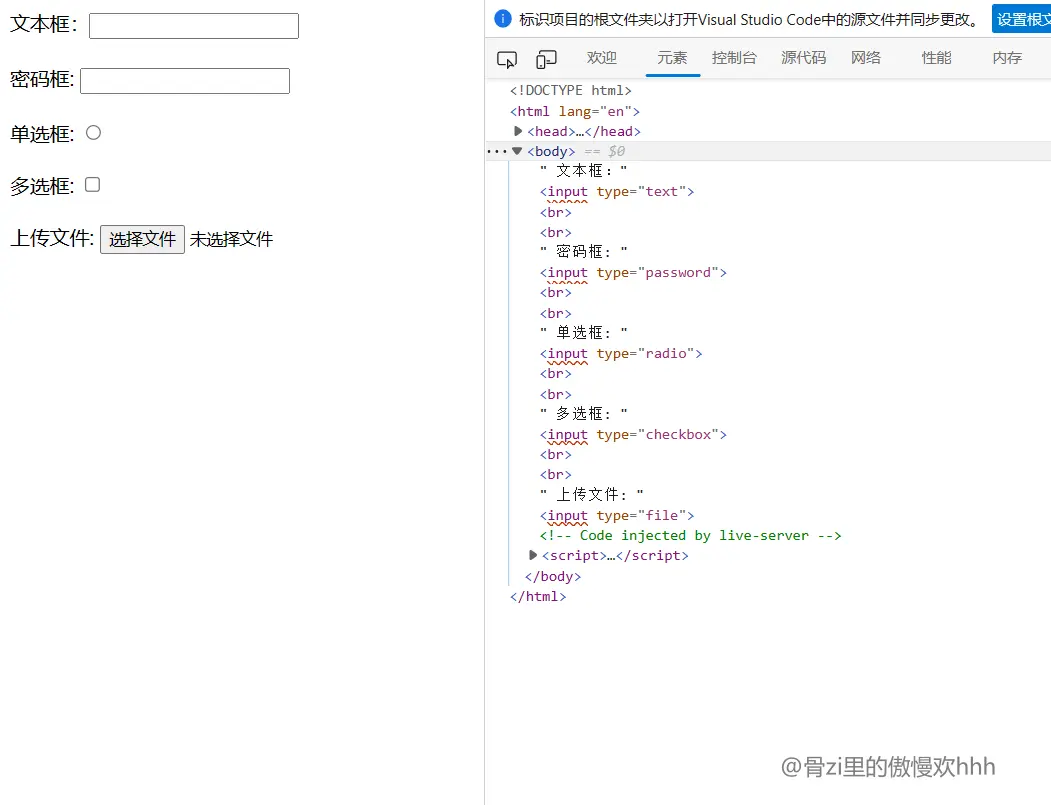 文本框：
密码框:
单选框:
多选框:
上传文件: 选择文件 未选择文件
标识项目的根文件夹以打开Visual Studio Code中的源文件并同步更改。 设置根文
欢迎 元素 控制台 源代码 网络 性能 内存
<!DOCTYPE html>
<html lang="en">
<head>…</head>
<body> == $0
" 文本框："
<input type="text">
<br>
<br>
" 密码框: "
<input type="password">
<br>
<br>
" 单选框: "
<input type="radio">
<br>
<br>
" 多选框: "
<input type="checkbox">
<br>
<br>
" 上传文件: "
<input type="file">
<!-- Code injected by live-server -->
<script>…</script>
</body>
</html>
@骨zi里的傲慢欢hhh